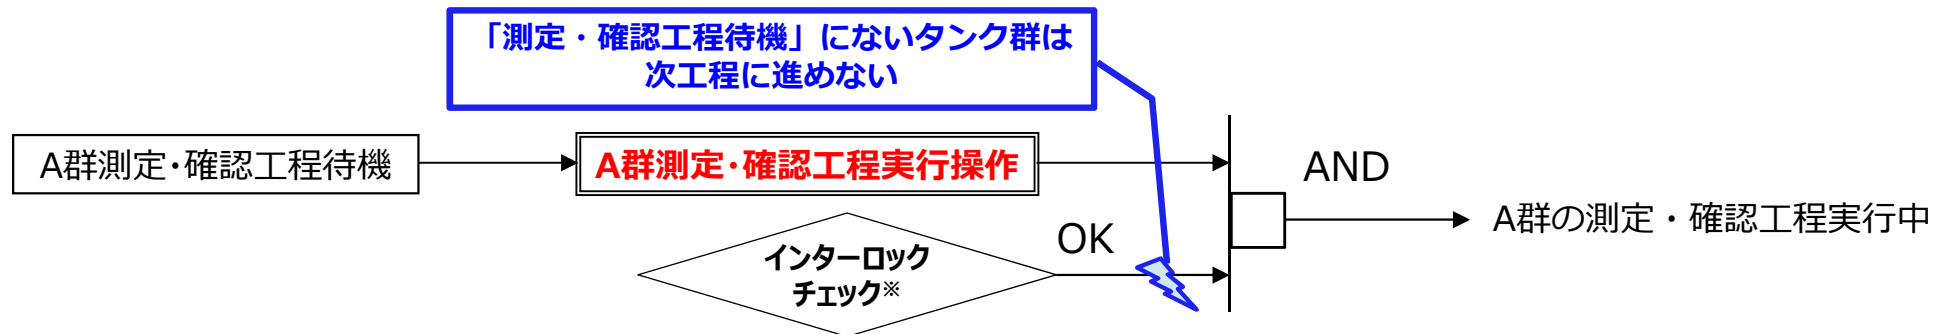 「測定・確認工程待機」にないタンク群は
次工程に進めない
A群測定･確認工程待機
A群測定･確認工程実行操作
AND
A群の測定・確認工程実行中
OK
インターロック
チェック※